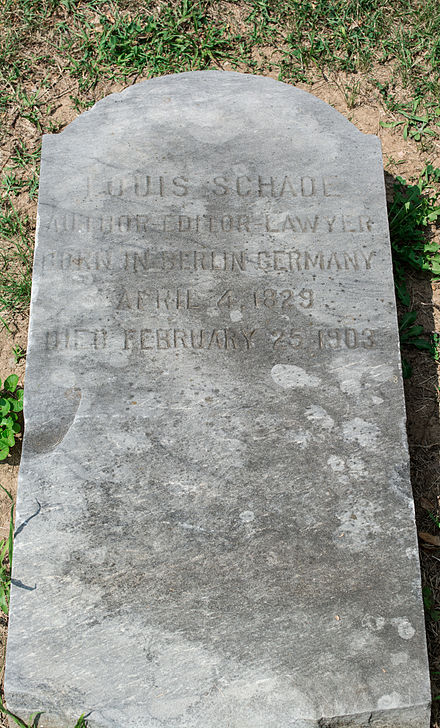 LOUIS SCHADE
AUTHOR-EDITOR-LAWYER
BORN IN BERLIN GERMANY
APRIL 4, 1829
DIED FEBRUARY 25, 1903